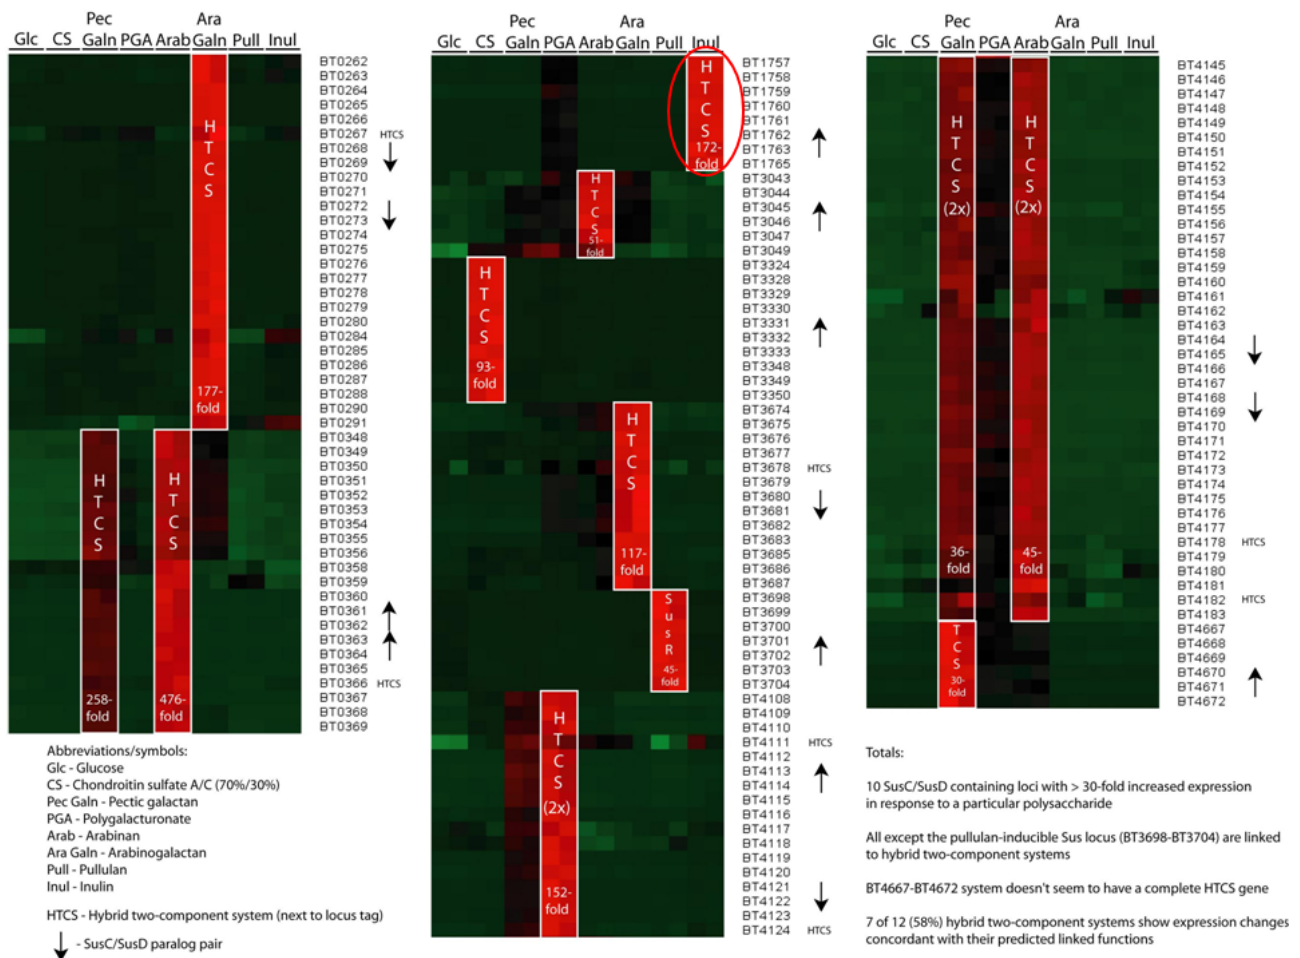 Pec Ara
Glc CS Galn PGA Arab Galn Pull Inul
BT0262
BT0263
BT0264
BT0265
BT0266
BT0267 HTCS
BT0268
BT0269
BT0270
BT0271
BT0272
BT0273
BT0274
BT0275
BT0276
BT0277
BT0278
BT0279
BT0280
BT0284
BT0285
BT0286
BT0287
BT0288
BT0290
BT0291
BT0348
BT0349
BT0350
BT0351
BT0352
BT0353
BT0354
BT0355
BT0356
BT0358
BT0359
BT0360
BT0361
BT0362
BT0363
BT0364
BT0365
BT0366 HTCS
BT0367
BT0368
BT0369
H
T
C
S
177-
fold
H
T
C
S
258-
fold
H
T
C
S
476-
fold
Abbreviations/symbols:
Glc - Glucose
CS - Chondroitin sulfate A/C (70%/30%)
Pec Galn - Pectic galactan
PGA - Polygalacturonate
Arab - Arabinan
Ara Galn - Arabinogalactan
Pull - Pullulan
Inul - Inulin
HTCS - Hybrid two-component system (next to locus tag)
- SusC/SusD paralog pair
Pec Ara
Glc CS Galn PGA Arab Galn Pull Inul
BT1757
BT1758
BT1759
BT1760
BT1761
BT1762
BT1763
BT1765
BT3043
BT3044
BT3045
BT3046
BT3047
BT3049
BT3324
BT3328
BT3329
BT3330
BT3331
BT3332
BT3333
BT3348
BT3349
BT3350
BT3674
BT3675
BT3676
BT3677
BT3678 HTCS
BT3679
BT3680
BT3681
BT3682
BT3683
BT3685
BT3686
BT3687
BT3698
BT3699
BT3700
BT3701
BT3702
BT3703
BT3704
BT4108
BT4109
BT4110
BT4111 HTCS
BT4112
BT4113
BT4114
BT4115
BT4116
BT4117
BT4118
BT4119
BT4120
BT4121
BT4122
BT4123
BT4124 HTCS
H
T
C
S
172-
fold
H
T
C
S
51-
fold
H
T
C
S
93-
fold
H
T
C
S
117-
fold
S
u
s
R
45-
fold
H
T
C
S
(2x)
152-
fold
Pec Ara
Glc CS Galn PGA Arab Galn Pull Inul
BT4145
BT4146
BT4147
BT4148
BT4149
BT4150
BT4151
BT4152
BT4153
BT4154
BT4155
BT4156
BT4157
BT4158
BT4159
BT4160
BT4161
BT4162
BT4163
BT4164
BT4165
BT4166
BT4167
BT4168
BT4169
BT4170
BT4171
BT4172
BT4173
BT4174
BT4175
BT4176
BT4177
BT4178 HTCS
BT4179
BT4180
BT4181
BT4182 HTCS
BT4183
BT4667
BT4668
BT4669
BT4670
BT4671
BT4672
H
T
C
S
(2x)
36-
fold
H
T
C
S
(2x)
45-
fold
T
C
S
30-
fold
Totals:
10 SusC/SusD containing loci with > 30-fold increased expression
in response to a particular polysaccharide
All except the pullulan-inducible Sus locus (BT3698-BT3704) are linked
to hybrid two-component systems
BT4667-BT4672 system doesn't seem to have a complete HTCS gene
7 of 12 (58%) hybrid two-component systems show expression changes
concordant with their predicted linked functions